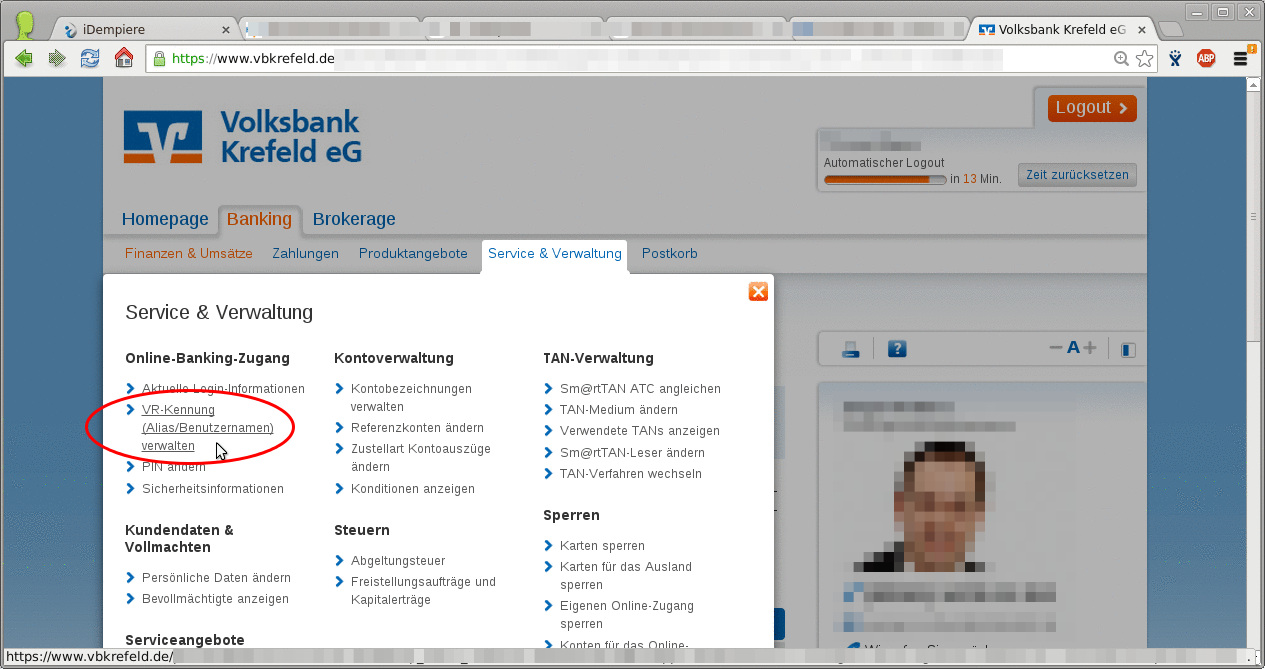 iDempiere
Volksbank Krefeld eG
https://www.vbkrefeld.de
ABP
Volksbank
Krefeld eG
Logout
Automatischer Logout
in 13 Min.
Zeit zurücksetzen
Homepage Banking Brokerage
Finanzen & Umsätze Zahlungen Produktangebote Service & Verwaltung Postkorb
Service & Verwaltung
Online-Banking-Zugang
Aktuelle Login-Informationen
VR-Kennung
(Alias/Benutzernamen)
verwalten
PIN ändern
Sicherheitsinformationen
Kundendaten &
Vollmachten
Persönliche Daten ändern
Bevollmächtigte anzeigen
Serviceangebote
Kontoverwaltung
Kontobezeichnungen
verwalten
Referenzkonten ändern
Zustellart Kontoauszüge
ändern
Konditionen anzeigen
Steuern
Abgeltungsteuer
Freistellungsaufträge und
Kapitalerträge
TAN-Verwaltung
Sm@rtTAN ATC angleichen
TAN-Medium ändern
Verwendete TANs anzeigen
Sm@rtTAN-Leser ändern
TAN-Verfahren wechseln
Sperren
Karten sperren
Karten für das Ausland
sperren
Eigenen Online-Zugang
sperren
Konten für das Online-
? A
https://www.vbkrefeld.de/